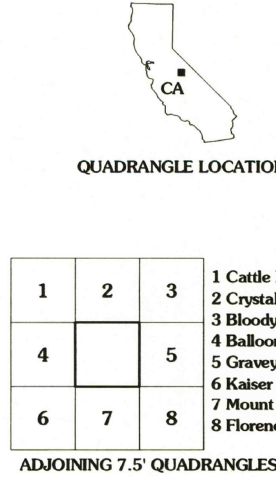 CA
QUADRANGLE LOCATION
1 2 3
4 5
6 7 8
1 Cattle
2 Crystal
3 Bloody
4 Balloon
5 Gravey
6 Kaiser
7 Mount
8 Florenc
ADJOINING 7.5' QUADRANGLES